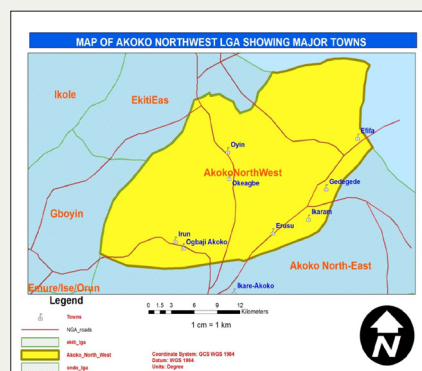 MAP OF AKOKO NORTHWEST LGA SHOWING MAJOR TOWNS
Ikole
EkitiEas
Efifa
Oyin
AkokoNorthWest
Okeagbe
Gedegede
Gboyin
Ikaram
Erusu
Irun
Ogbaji Akoko
Akoko North-East
Emure/Ise/Orun
Ikare-Akoko
Legend
Towns
NGA_roads
ekiti_lga
Akoko_North_West
ondo_lga
0 1.5 3 6 9 12
Kilometers
1 cm = 1 km
Coordinate System: GCS WGS 1984
Datum: WGS 1984
Units: Degree
N